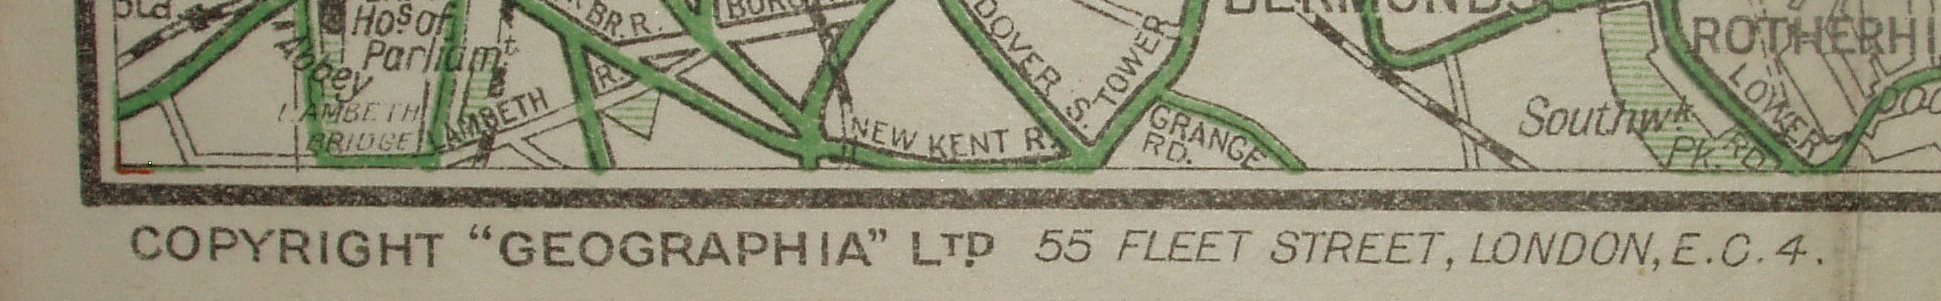 Hos. of
Parliamt.
Abbey
LAMBETH
BRIDGE
LAMBETH
R.
BR. R.
DOVER S.
TOWER
NEW KENT R.
GRANGE
RD.
Southwk.
Pk.
ROTHERHI
LOWER
RD.
COPYRIGHT "GEOGRAPHIA" LTD 55 FLEET STREET, LONDON, E.C.4.